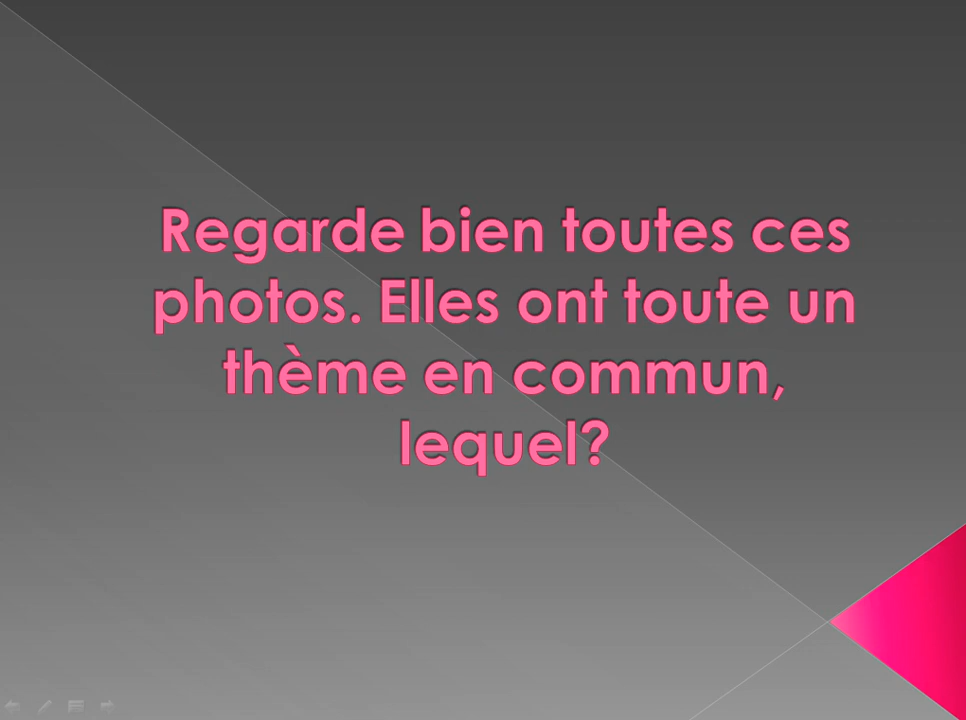 Regarde bien toutes ces
photos. Elles ont toute un
thème en commun,
lequel?